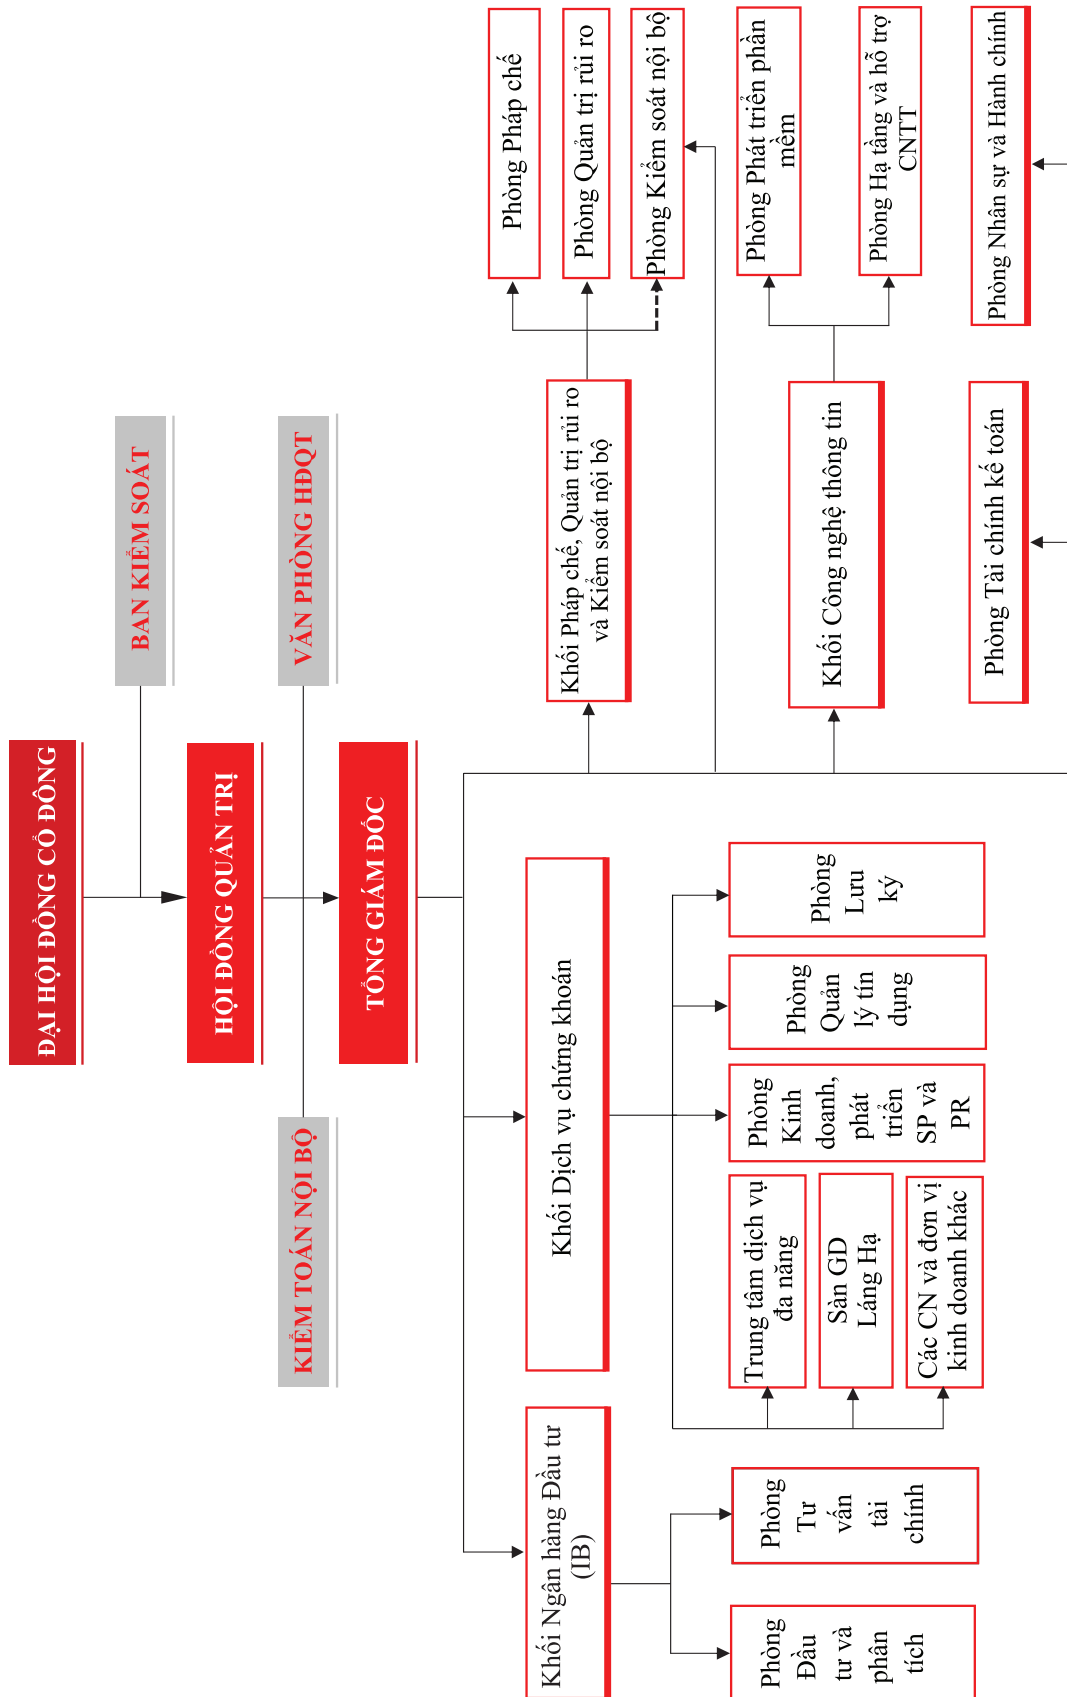 ĐẠI HỘI ĐỒNG CỔ ĐÔNG
BAN KIỂM SOÁT
HỘI ĐỒNG QUẢN TRỊ
KIỂM TOÁN NỘI BỘ
VĂN PHÒNG HĐQT
TỔNG GIÁM ĐỐC
Khối Ngân hàng Đầu tư
(IB)
Phòng
Đầu
tư và
phân
tích
Phòng
Tư
vấn
tài
chính
Khối Dịch vụ chứng khoán
Trung tâm dịch vụ
đa năng
Sàn GD
Láng Hạ
Các CN và đơn vị
kinh doanh khác
Phòng
Kinh
doanh,
phát
triển
SP và
PR
Phòng
Quản
lý tín
dụng
Phòng
Lưu
ký
Khối Pháp chế, Quản trị rủi ro
và Kiểm soát nội bộ
Phòng Pháp chế
Phòng Quản trị rủi ro
Phòng Kiểm soát nội bộ
Khối Công nghệ thông tin
Phòng Phát triển phần
mềm
Phòng Hạ tầng và hỗ trợ
CNTT
Phòng Tài chính kế toán
Phòng Nhân sự và Hành chính